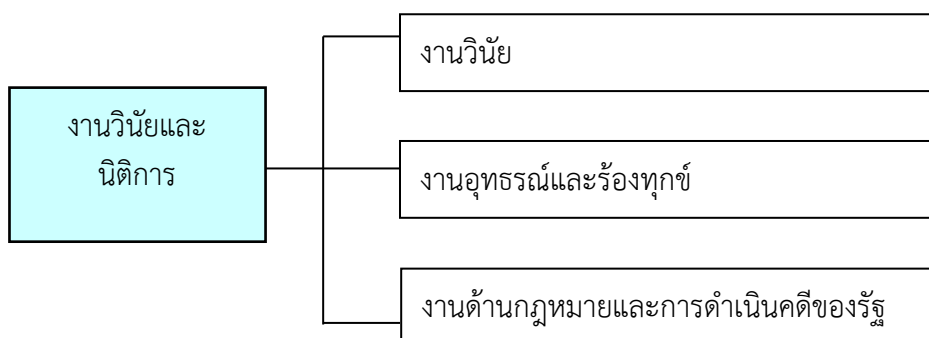 งานวินัย
งานวินัยและ
นิติการ
งานอุทธรณ์และร้องทุกข์
งานด้านกฎหมายและการดำเนินคดีของรัฐ